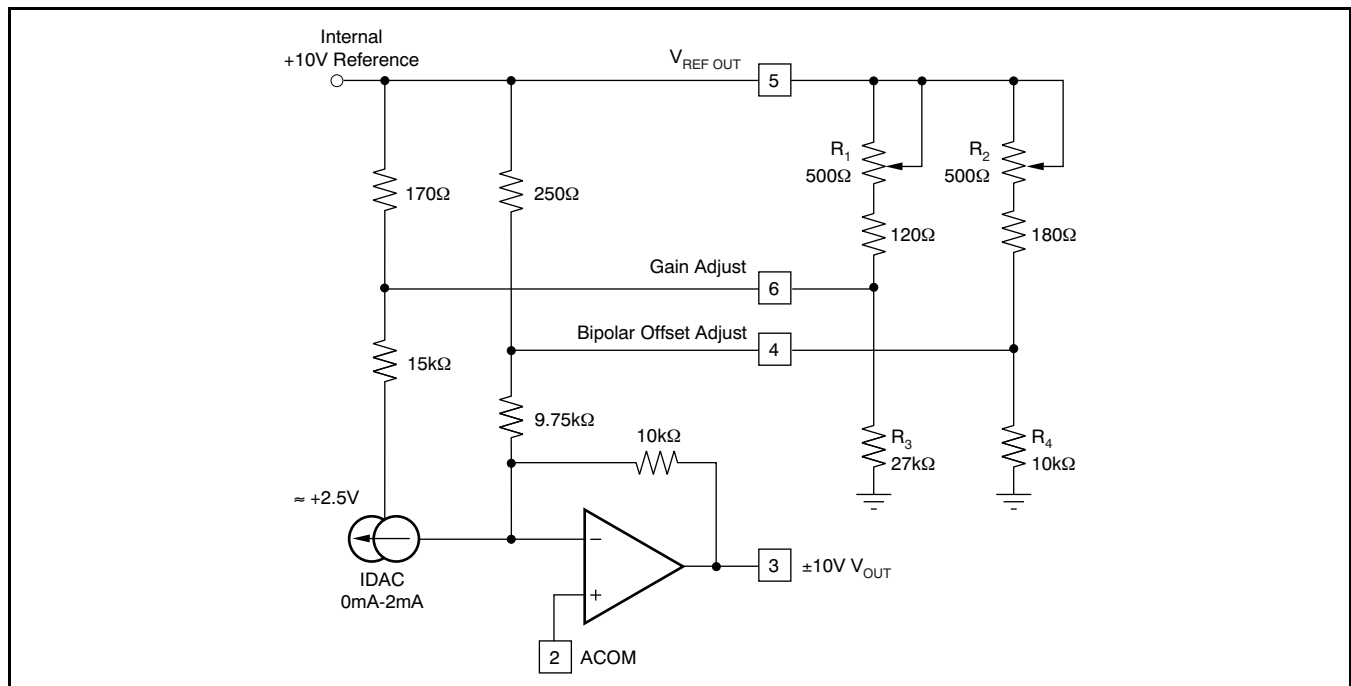 Internal
+10V Reference
V_REF OUT
5
170Ω
250Ω
R₁
500Ω
R₂
500Ω
120Ω
180Ω
Gain Adjust
6
Bipolar Offset Adjust
4
15kΩ
9.75kΩ
10kΩ
R₃
27kΩ
R₄
10kΩ
≈ +2.5V
−
+
IDAC
0mA-2mA
3
±10V V_OUT
2
ACOM